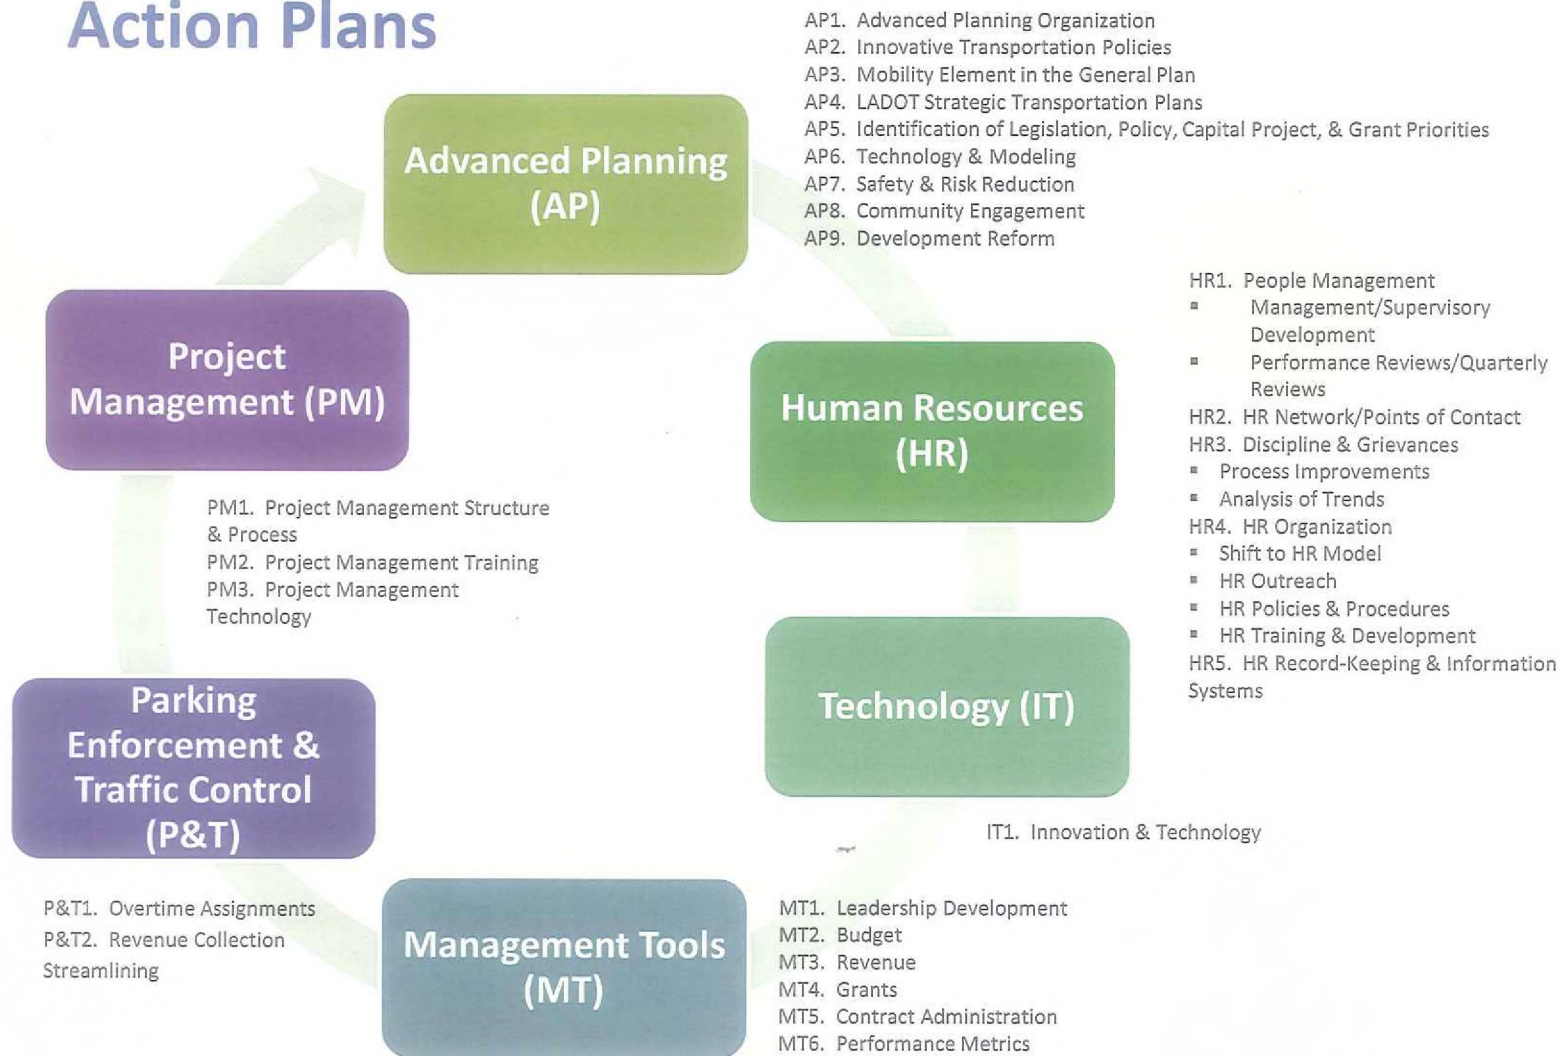 Action Plans
AP1. Advanced Planning Organization
AP2. Innovative Transportation Policies
AP3. Mobility Element in the General Plan
AP4. LADOT Strategic Transportation Plans
AP5. Identification of Legislation, Policy, Capital Project, & Grant Priorities
AP6. Technology & Modeling
AP7. Safety & Risk Reduction
AP8. Community Engagement
AP9. Development Reform
Advanced Planning
(AP)
HR1. People Management
▪ Management/Supervisory
Development
▪ Performance Reviews/Quarterly
Reviews
HR2. HR Network/Points of Contact
HR3. Discipline & Grievances
▪ Process Improvements
▪ Analysis of Trends
HR4. HR Organization
▪ Shift to HR Model
▪ HR Outreach
▪ HR Policies & Procedures
▪ HR Training & Development
HR5. HR Record-Keeping & Information
Systems
Human Resources
(HR)
Technology (IT)
IT1. Innovation & Technology
Management Tools
(MT)
MT1. Leadership Development
MT2. Budget
MT3. Revenue
MT4. Grants
MT5. Contract Administration
MT6. Performance Metrics
Parking
Enforcement &
Traffic Control
(P&T)
P&T1. Overtime Assignments
P&T2. Revenue Collection
Streamlining
Project
Management (PM)
PM1. Project Management Structure
& Process
PM2. Project Management Training
PM3. Project Management
Technology